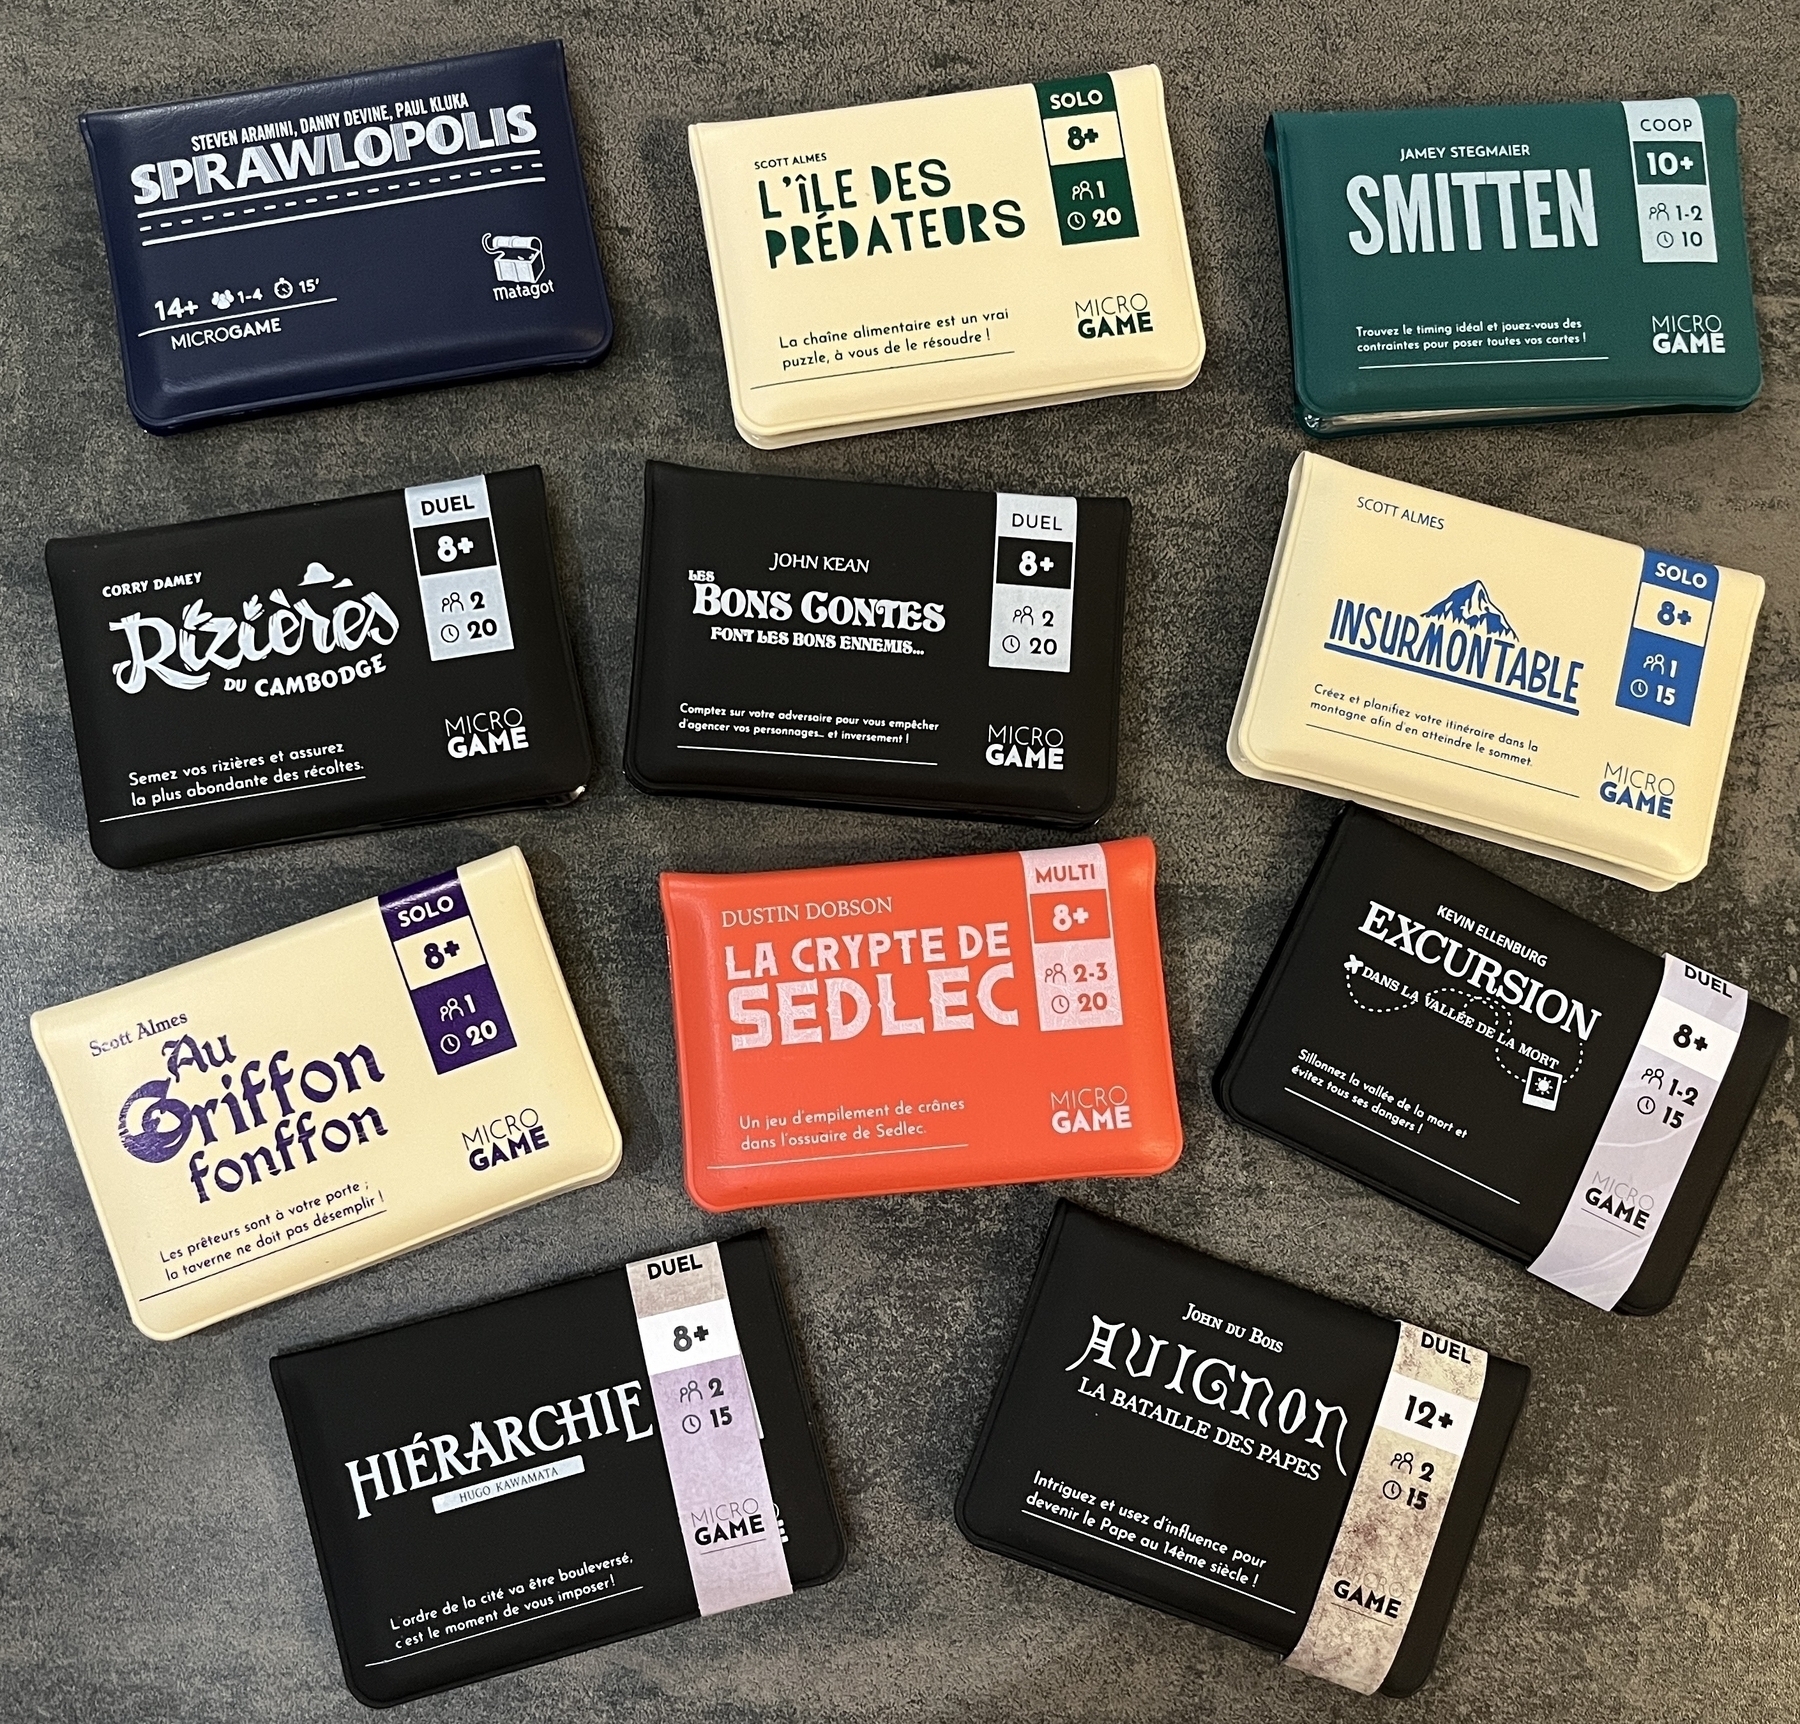 STEVEN ARAMINI, DANNY DEVINE, PAUL KLUKA
SPRAWLOPOLIS
14+ 1-4 15'
MICROGAME
matagot
SCOTT ALMES
L'ÎLE DES
PRÉDATEURS
SOLO
8+
1
20
La chaîne alimentaire est un vrai
puzzle, à vous de le résoudre !
MICRO
GAME
JAMEY STEGMAIER
SMITTEN
COOP
10+
1-2
10
Trouvez le timing idéal et jouez-vous des
contraintes pour poser toutes vos cartes !
MICRO
GAME
CORRY DAMEY
Rizières
DU CAMBODGE
DUEL
8+
2
20
Semez vos rizières et assurez
la plus abondante des récoltes.
MICRO
GAME
JOHN KEAN
LES
BONS CONTES
FONT LES BONS ENNEMIS...
DUEL
8+
2
20
Comptez sur votre adversaire pour vous empêcher
d'agencer vos personnages... et inversement !
MICRO
GAME
SCOTT ALMES
INSURMONTABLE
SOLO
8+
1
15
Créez et planifiez votre itinéraire dans la
montagne afin d'en atteindre le sommet.
MICRO
GAME
Scott Almes
Au
Griffon
fonffon
SOLO
8+
1
20
Les prêteurs sont à votre porte ;
la taverne ne doit pas désemplir !
MICRO
GAME
DUSTIN DOBSON
LA CRYPTE DE
SEDLEC
MULTI
8+
2-3
20
Un jeu d'empilement de crânes
dans l'ossuaire de Sedlec.
MICRO
GAME
KEVIN ELLENBURG
EXCURSION
DANS LA VALLÉE DE LA MORT
DUEL
8+
1-2
15
Sillonnez la vallée de la mort et
évitez tous ses dangers !
MICRO
GAME
HIÉRARCHIE
HUGO KAWAMATA
DUEL
8+
2
15
L'ordre de la cité va être bouleversé,
c'est le moment de vous imposer!
MICRO
GAME
JOHN DU BOIS
AVIGNON
LA BATAILLE DES PAPES
DUEL
12+
2
15
Intriguez et usez d'influence pour
devenir le Pape au 14ème siècle !
MICRO
GAME